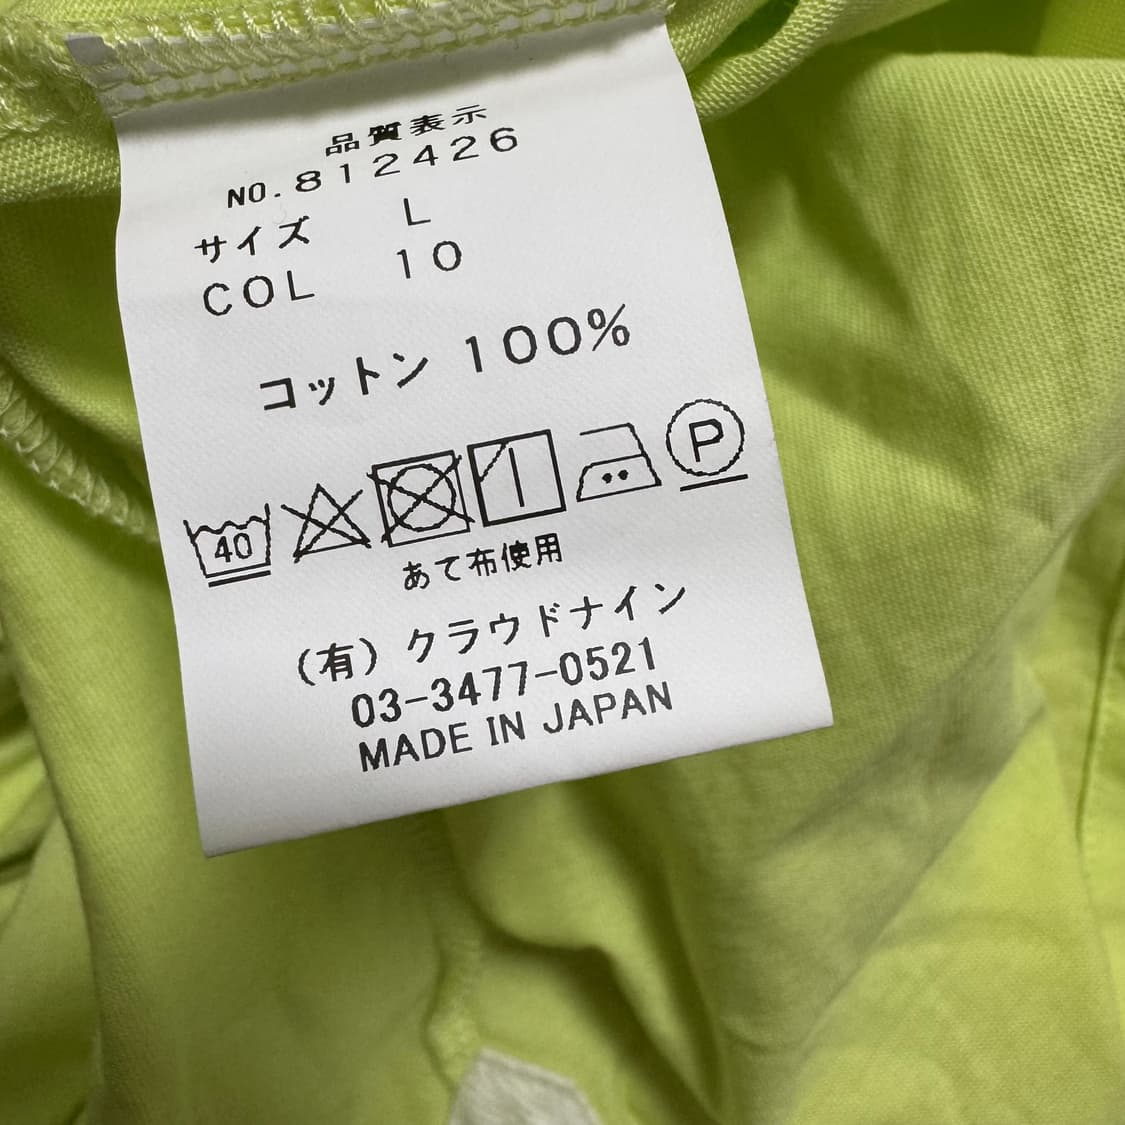 品質表示
NO.812426
サイズ L
COL 10
コットン 100%
40 P
あて布使用
(有)クラウドナイン
03-3477-0521
MADE IN JAPAN